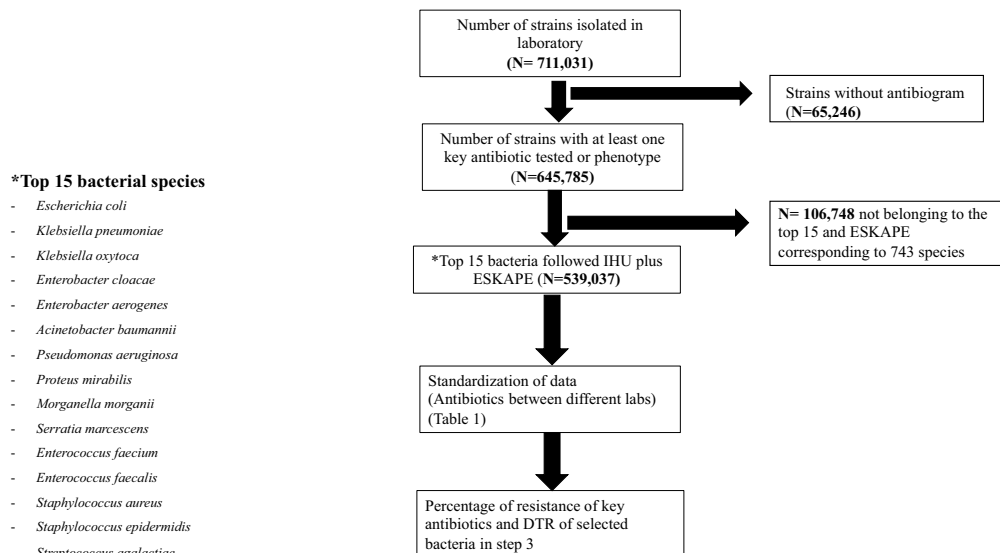 Number of strains isolated in
laboratory
(N= 711,031)
Strains without antibiogram
(N=65,246)
Number of strains with at least one
key antibiotic tested or phenotype
(N=645,785)
N= 106,748 not belonging to the
top 15 and ESKAPE
corresponding to 743 species
*Top 15 bacteria followed IHU plus
ESKAPE (N=539,037)
Standardization of data
(Antibiotics between different labs)
(Table 1)
Percentage of resistance of key
antibiotics and DTR of selected
bacteria in step 3
*Top 15 bacterial species
- Escherichia coli
- Klebsiella pneumoniae
- Klebsiella oxytoca
- Enterobacter cloacae
- Enterobacter aerogenes
- Acinetobacter baumannii
- Pseudomonas aeruginosa
- Proteus mirabilis
- Morganella morganii
- Serratia marcescens
- Enterococcus faecium
- Enterococcus faecalis
- Staphylococcus aureus
- Staphylococcus epidermidis
Streptococcus agalactiae